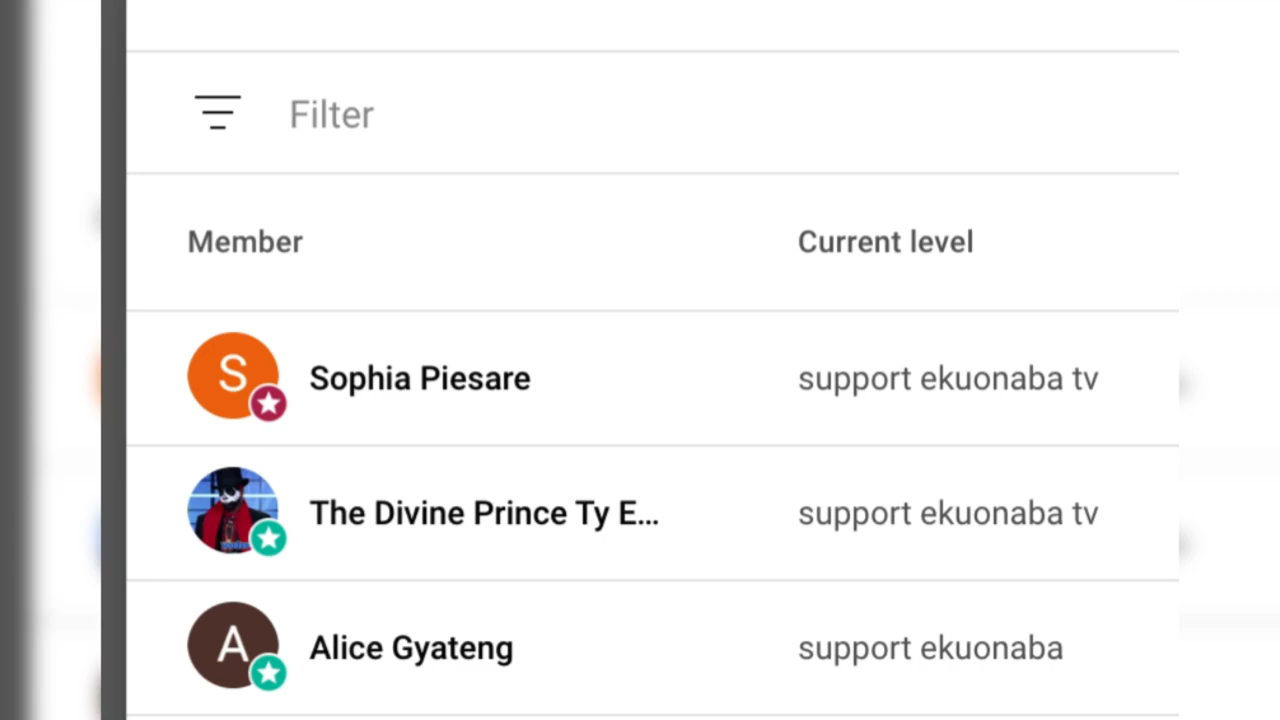 Filter
Member Current level
S Sophia Piesare support ekuonaba tv
The Divine Prince Ty E... support ekuonaba tv
A Alice Gyateng support ekuonaba